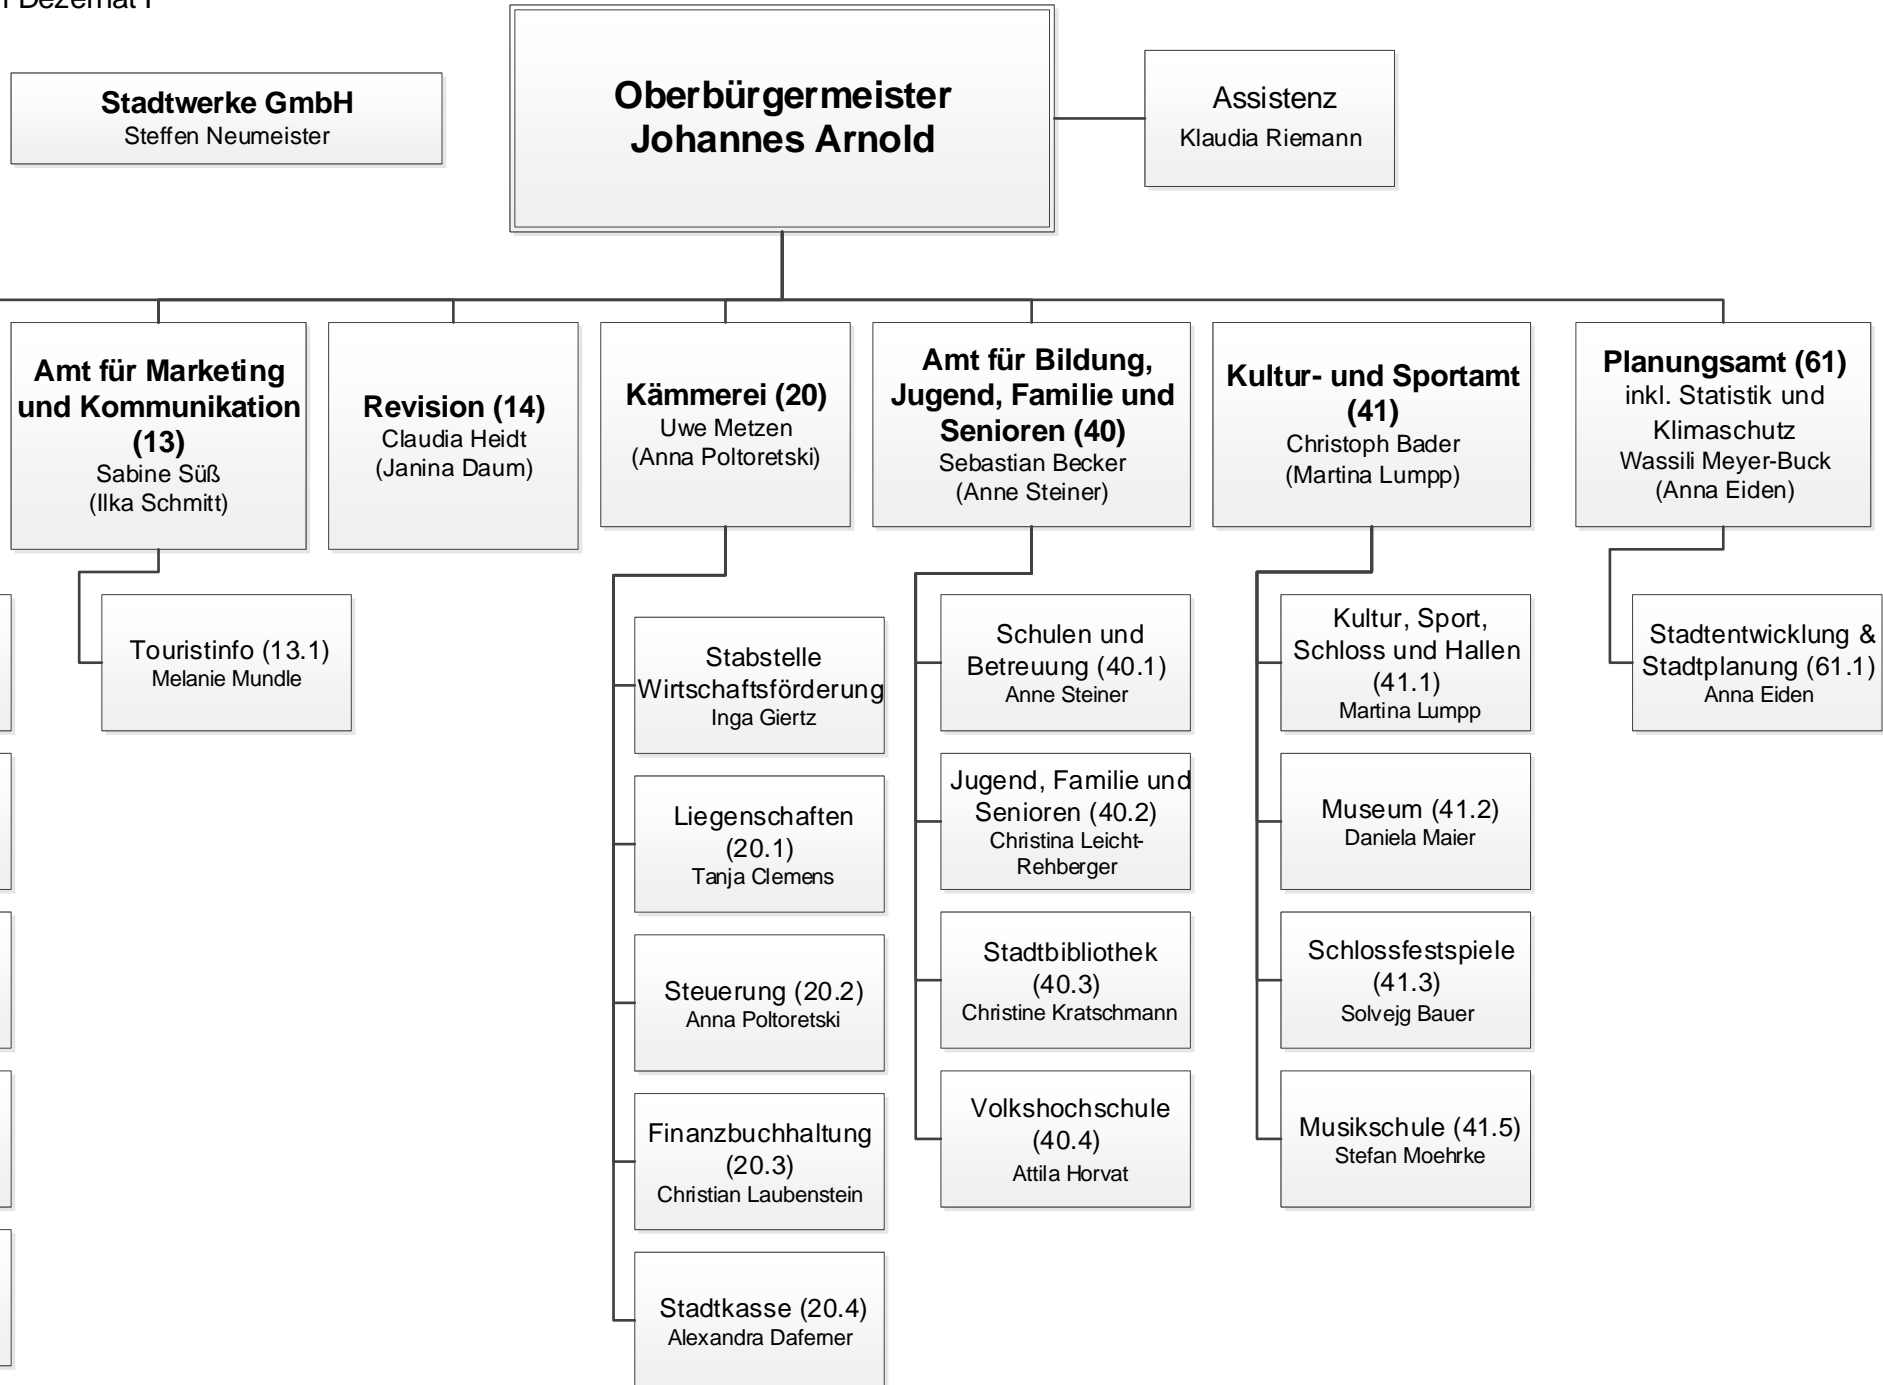 Dezernat I
Stadtwerke GmbH
Steffen Neumeister
Oberbürgermeister
Johannes Arnold
Assistenz
Klaudia Riemann
Amt für Marketing
und Kommunikation
(13)
Sabine Süß
(Ilka Schmitt)
Revision (14)
Claudia Heidt
(Janina Daum)
Kämmerei (20)
Uwe Metzen
(Anna Poltoretski)
Amt für Bildung,
Jugend, Familie und
Senioren (40)
Sebastian Becker
(Anne Steiner)
Kultur- und Sportamt
(41)
Christoph Bader
(Martina Lumpp)
Planungsamt (61)
inkl. Statistik und
Klimaschutz
Wassili Meyer-Buck
(Anna Eiden)
Touristinfo (13.1)
Melanie Mundle
Stabstelle
Wirtschaftsförderung
Inga Giertz
Liegenschaften
(20.1)
Tanja Clemens
Steuerung (20.2)
Anna Poltoretski
Finanzbuchhaltung
(20.3)
Christian Laubenstein
Stadtkasse (20.4)
Alexandra Daferner
Schulen und
Betreuung (40.1)
Anne Steiner
Jugend, Familie und
Senioren (40.2)
Christina Leicht-
Rehberger
Stadtbibliothek
(40.3)
Christine Kratschmann
Volkshochschule
(40.4)
Attila Horvat
Kultur, Sport,
Schloss und Hallen
(41.1)
Martina Lumpp
Museum (41.2)
Daniela Maier
Schlossfestspiele
(41.3)
Solvejg Bauer
Musikschule (41.5)
Stefan Moehrke
Stadtentwicklung &
Stadtplanung (61.1)
Anna Eiden